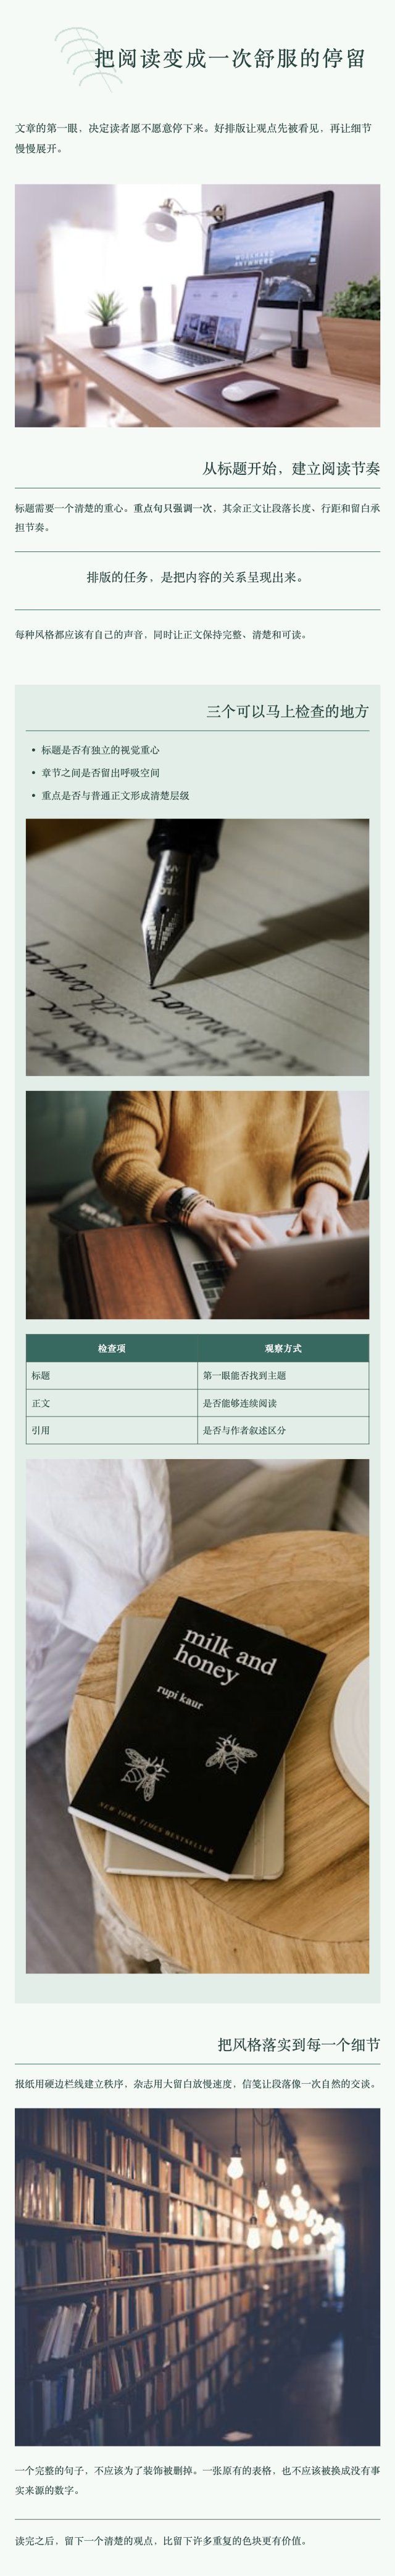 把阅读变成一次舒服的停留
文章的第一眼，决定读者愿不愿意停下来。好排版让观点先被看见，再让细节
慢慢展开。
从标题开始，建立阅读节奏
标题需要一个清楚的重心。重点句只强调一次，其余正文让段落长度、行距和留白承
担节奏。
排版的任务，是把内容的关系呈现出来。
每种风格都应该有自己的声音，同时让正文保持完整、清楚和可读。
三个可以马上检查的地方
• 标题是否有独立的视觉重心
• 章节之间是否留出呼吸空间
• 重点是否与普通正文形成清楚层级
检查项 观察方式
标题 第一眼能否找到主题
正文 是否能够连续阅读
引用 是否与作者叙述区分
milk and
honey
rupi kaur
NEW YORK TIMES BESTSELLER
把风格落实到每一个细节
报纸用硬边栏线建立秩序，杂志用大留白放慢速度，信笺让段落像一次自然的交谈。
一个完整的句子，不应该为了装饰被删掉。一张原有的表格，也不应该被换成没有事
实来源的数字。
读完之后，留下一个清楚的观点，比留下许多重复的色块更有价值。